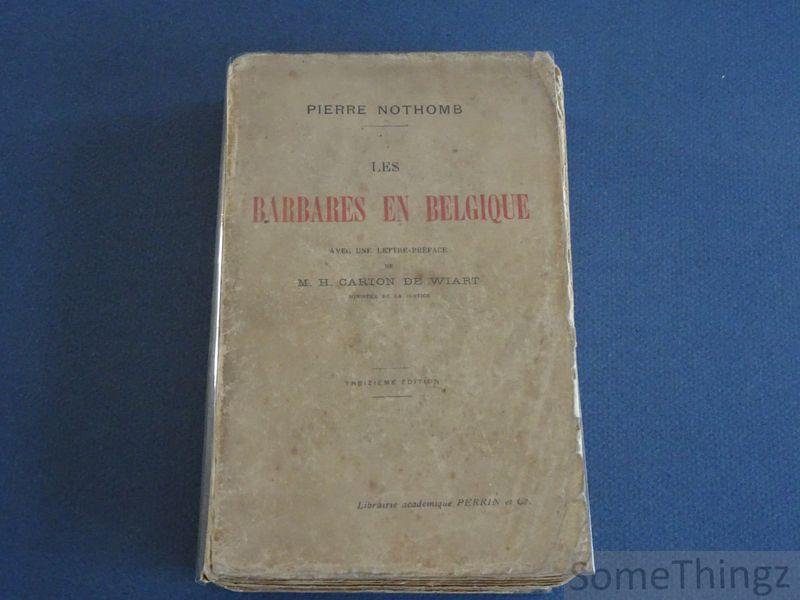 PIERRE NOTHOMB
LES
BARBARES EN BELGIQUE
AVEC UNE LETTRE-PRÉFACE
DE
M. H. CARTON DE WIART
MINISTRE DE LA JUSTICE
TREIZIÈME ÉDITION
Librairie académique PERRIN et Cie.
SomeThingz